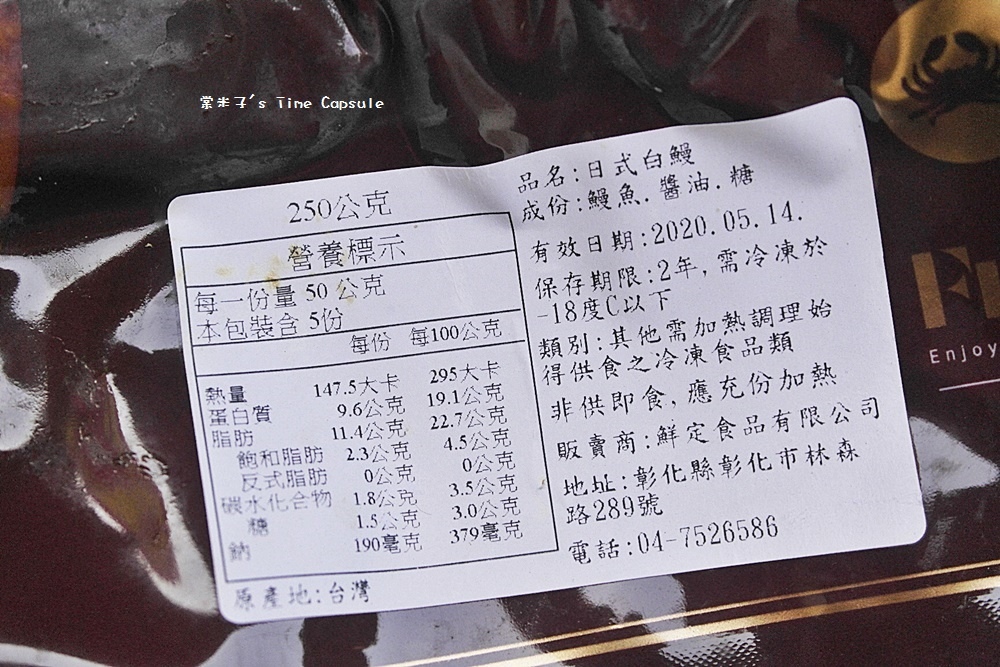 掌半子's Time Capsule
250公克
營養標示
每一份量 50 公克
本包裝含 5份
每份 每100公克
熱量 147.5大卡 295大卡
蛋白質 9.6公克 19.1公克
脂肪 11.4公克 22.7公克
飽和脂肪 2.3公克 4.5公克
反式脂肪 0公克 0公克
碳水化合物 1.8公克 3.5公克
糖 1.5公克 3.0公克
鈉 190毫克 379毫克
原產地:台灣
品名:日式白鰻
成份:鰻魚.醬油.糖
有效日期:2020.05.14.
保存期限:2年,需冷凍於
-18度C以下
類別:其他需加熱調理始
得供食之冷凍食品類
非供即食,應充份加熱
販賣商:鮮定食品有限公司
地址:彰化縣彰化市林森
路289號
電話:04-7526586
Enjoy